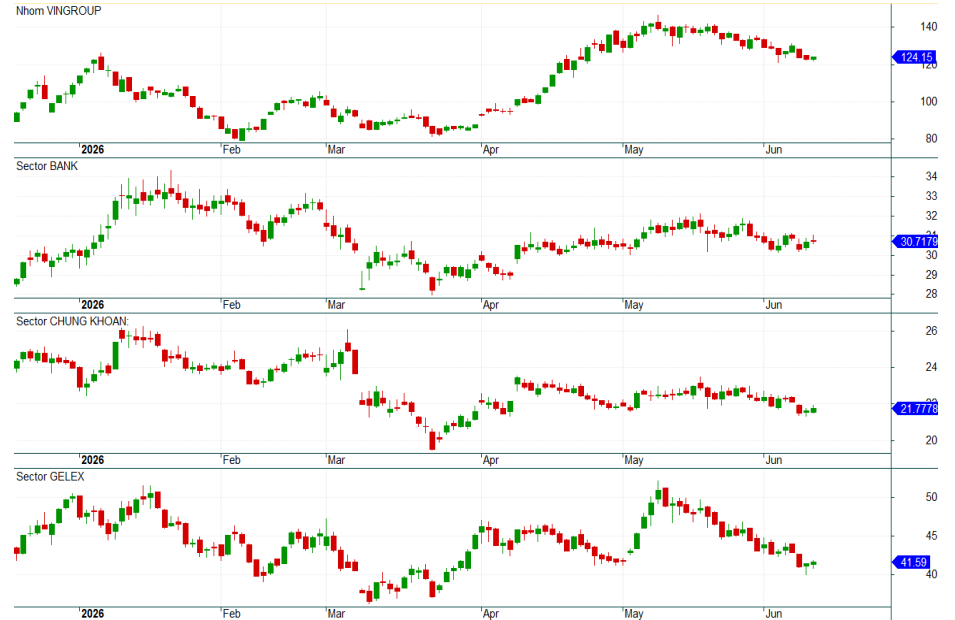 Nhom VINGROUP
140
124.15
120
100
80
2026 Feb Mar Apr May Jun
Sector BANK
34
33
32
31
30.7179
30
29
28
2026 Feb Mar Apr May Jun
Sector CHUNG KHOAN:
26
24
22
21.7778
20
2026 Feb Mar Apr May Jun
Sector GELEX
50
45
41.59
40
2026 Feb Mar Apr May Jun